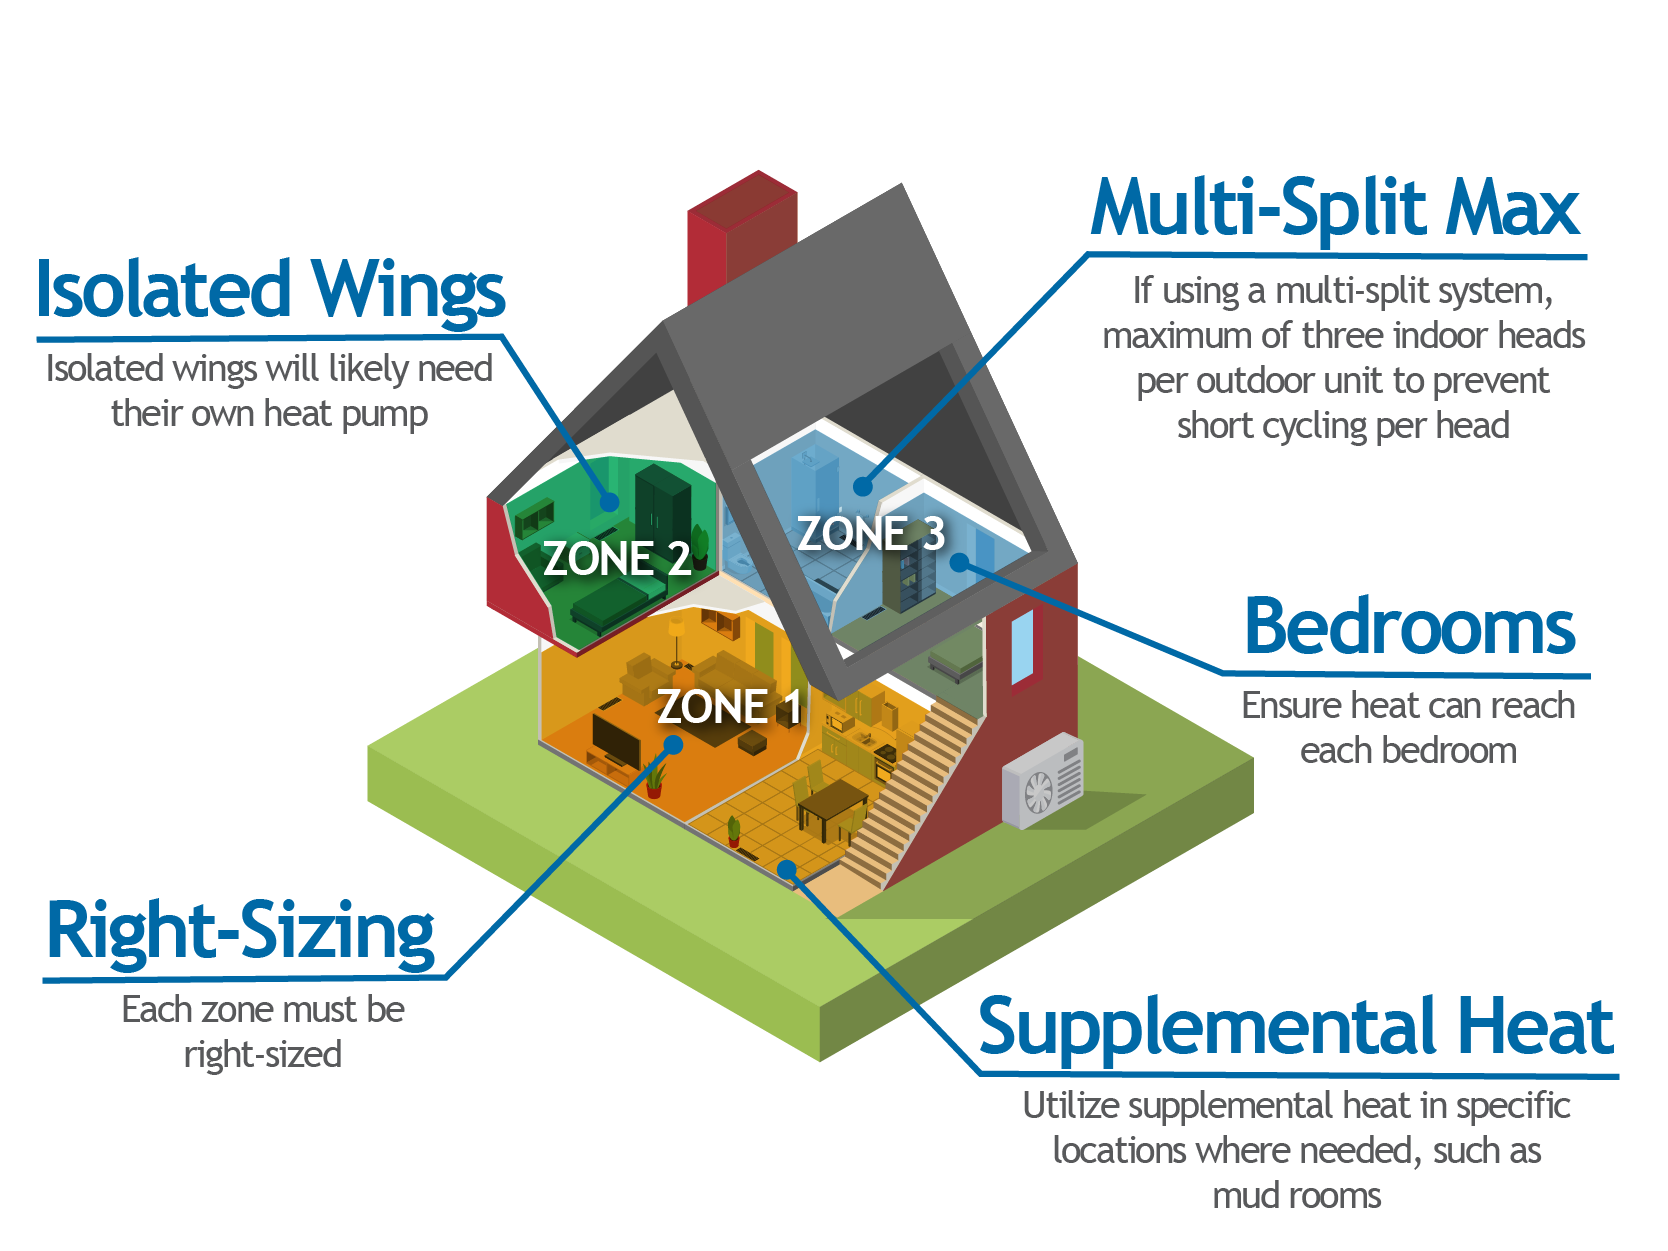 Multi-Split Max
If using a multi-split system,
maximum of three indoor heads
per outdoor unit to prevent
short cycling per head
Isolated Wings
Isolated wings will likely need
their own heat pump
ZONE 3
ZONE 2
Bedrooms
Ensure heat can reach
each bedroom
ZONE 1
Right-Sizing
Each zone must be
right-sized
Supplemental Heat
Utilize supplemental heat in specific
locations where needed, such as
mud rooms